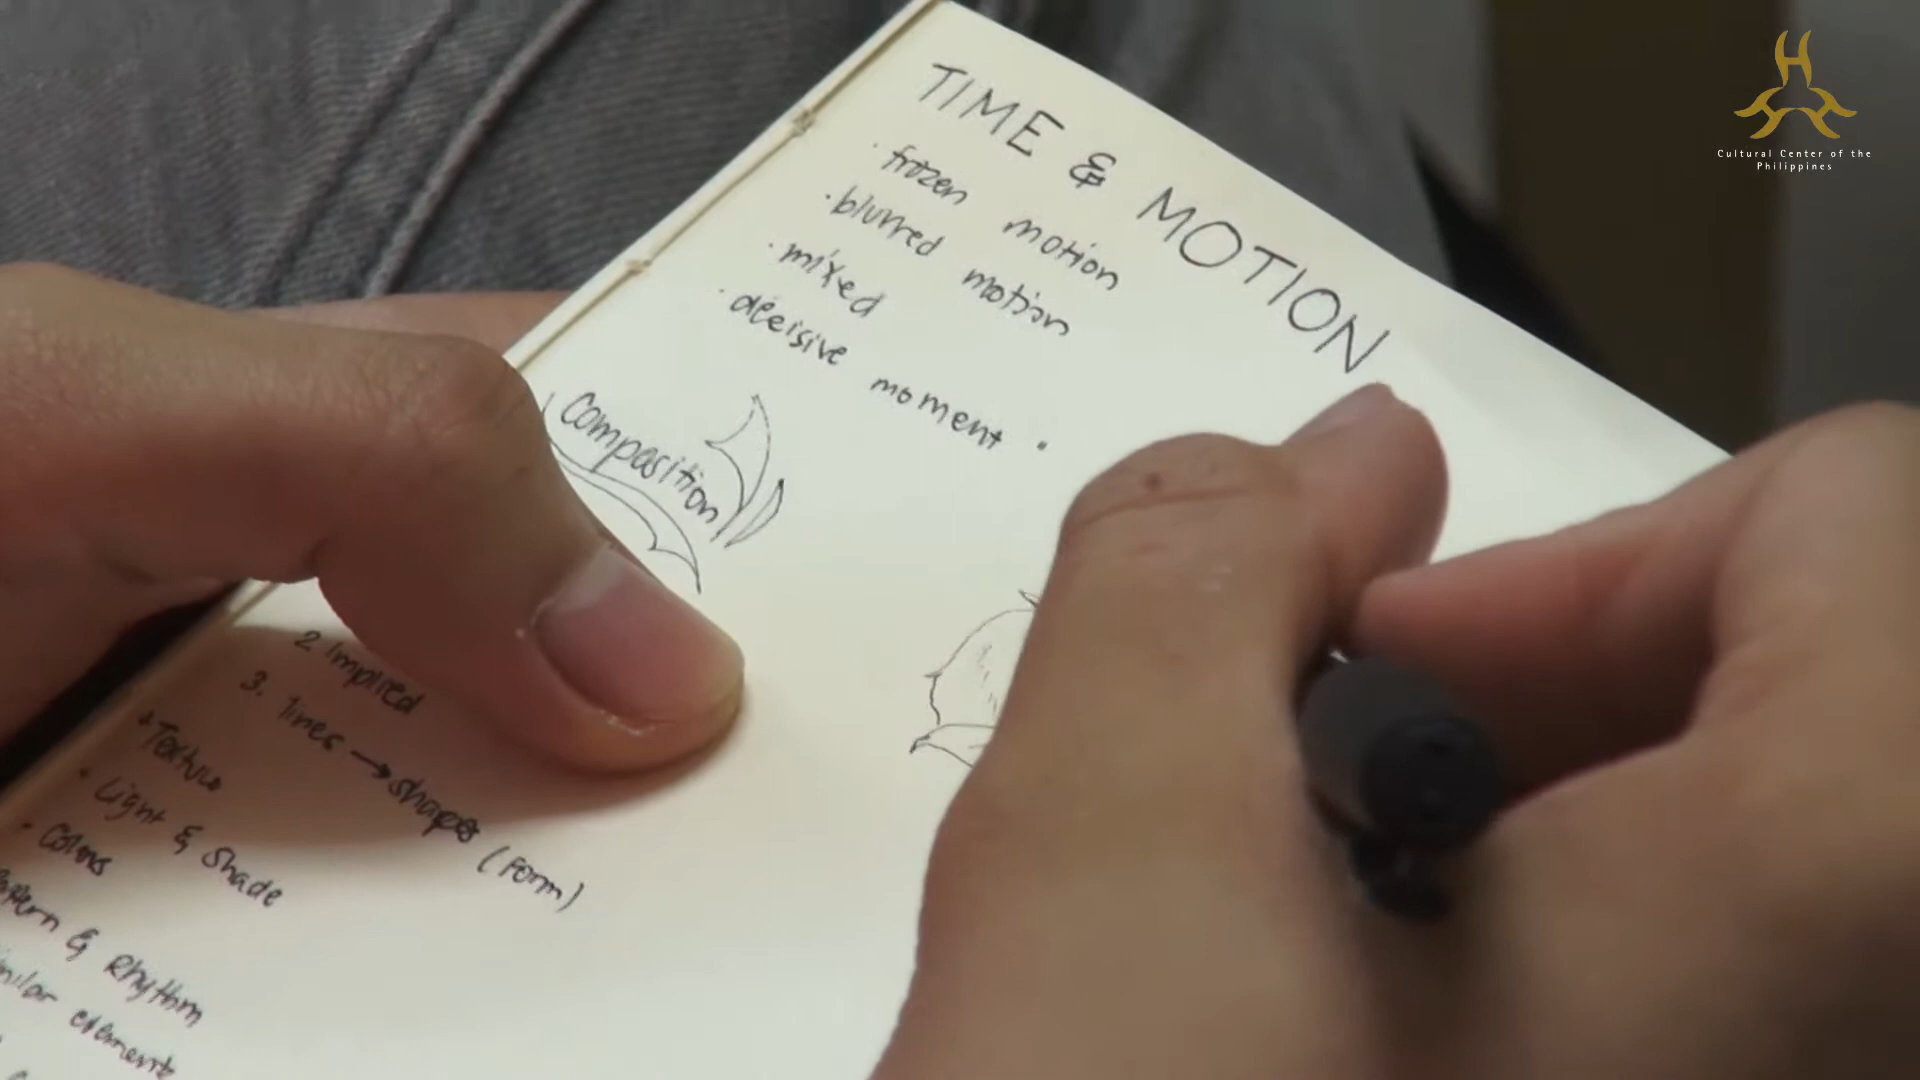 TIME & MOTION
· frozen motion
· blurred motion
· mixed
· decisive moment "
Composition
2 Implied
3. lines → shapes (Form)
+ Texture
· Light & Shade
· Colors
& Rhythm
elements
Cultural Center of the
Philippines